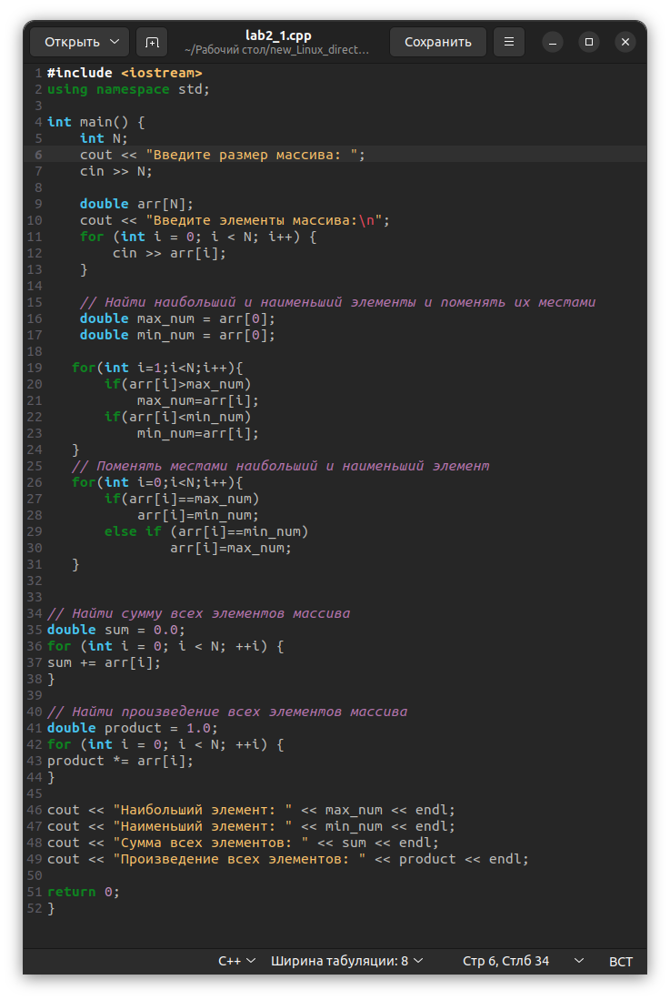 Открыть
lab2_1.cpp
~/Рабочий стол/new_Linux_direct…
Сохранить
1 #include <iostream>
2 using namespace std;
3
4 int main() {
5     int N;
6     cout << "Введите размер массива: ";
7     cin >> N;
8
9     double arr[N];
10     cout << "Введите элементы массива:\n";
11     for (int i = 0; i < N; i++) {
12         cin >> arr[i];
13     }
14
15     // Найти наибольший и наименьший элементы и поменять их местами
16     double max_num = arr[0];
17     double min_num = arr[0];
18
19    for(int i=1;i<N;i++){
20        if(arr[i]>max_num)
21            max_num=arr[i];
22        if(arr[i]<min_num)
23            min_num=arr[i];
24    }
25    // Поменять местами наибольший и наименьший элемент
26    for(int i=0;i<N;i++){
27        if(arr[i]==max_num)
28            arr[i]=min_num;
29        else if (arr[i]==min_num)
30                arr[i]=max_num;
31    }
32
33
34 // Найти сумму всех элементов массива
35 double sum = 0.0;
36 for (int i = 0; i < N; ++i) {
37 sum += arr[i];
38 }
39
40 // Найти произведение всех элементов массива
41 double product = 1.0;
42 for (int i = 0; i < N; ++i) {
43 product *= arr[i];
44 }
45
46 cout << "Наибольший элемент: " << max_num << endl;
47 cout << "Наименьший элемент: " << min_num << endl;
48 cout << "Сумма всех элементов: " << sum << endl;
49 cout << "Произведение всех элементов: " << product << endl;
50
51 return 0;
52 }
C++ Ширина табуляции: 8 Стр 6, Стлб 34 ВСТ